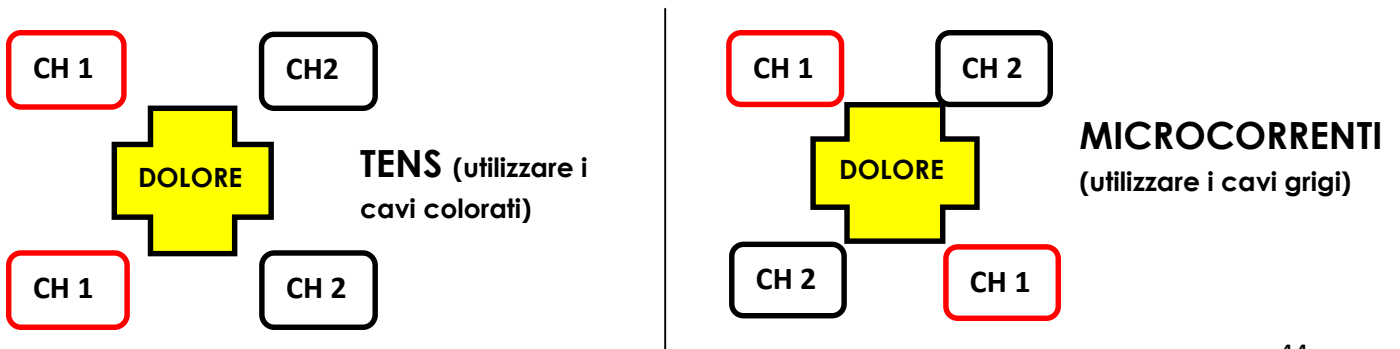 CH 1
CH2
DOLORE
TENS (utilizzare i
cavi colorati)
CH 1
CH 2
CH 1
CH 2
DOLORE
MICROCORRENTI
(utilizzare i cavi grigi)
CH 2
CH 1